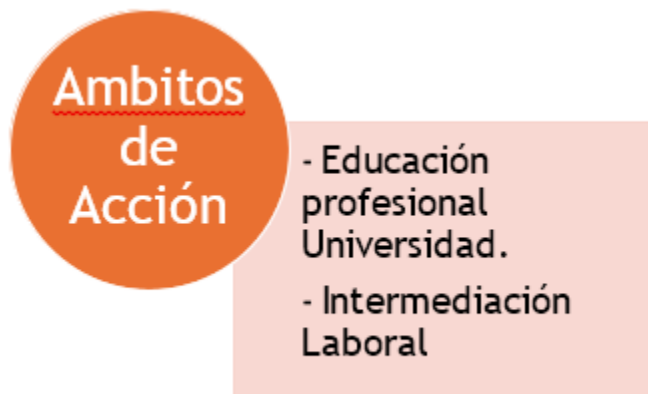 Ambitos
de
Acción
- Educación
profesional
Universidad.
- Intermediación
Laboral